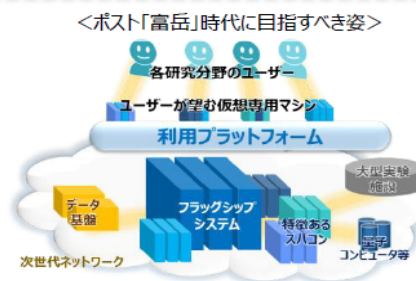 <ポスト「富岳」時代に目指すべき姿>
各研究分野のユーザー
ユーザーが望む仮想専用マシン
利用プラットフォーム
大型実験
施設
データ
基盤
フラッグシップ
システム
特徴ある
スパコン
量子
コンピュータ等
次世代ネットワーク